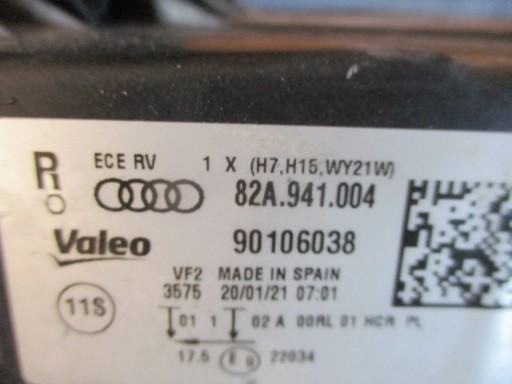 R ECE RV 1 X (H7,H15,WY21W)
O 82A.941.004
Valeo 90106038
VF2 MADE IN SPAIN
11S 3575 20/01/21 07:01
01 1 02 A 00RL 01 HCR PL
17.5 E9 22034